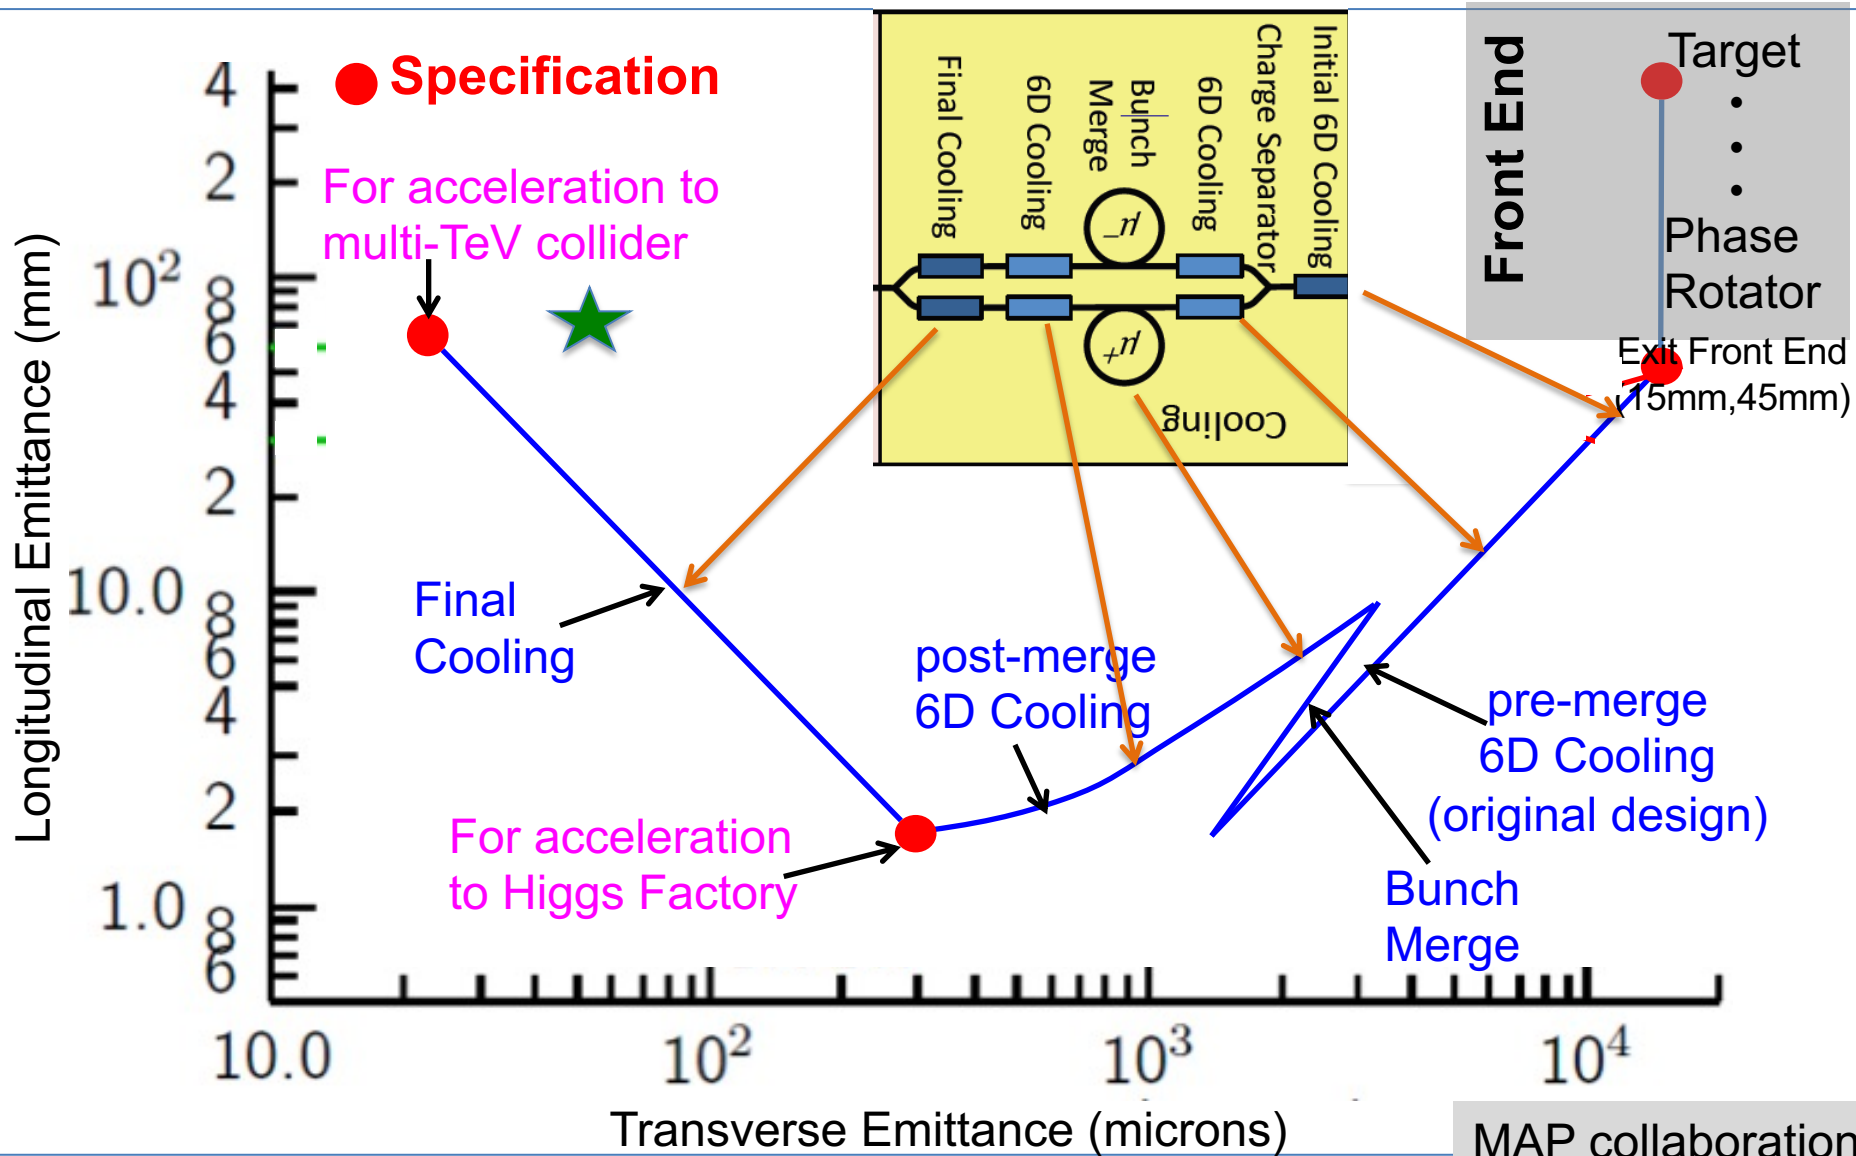 Specification
For acceleration to
multi-TeV collider
Final Cooling
6D Cooling
Bunch
Merge
6D Cooling
Charge Separator
Initial 6D Cooling
μ−
μ+
Cooling
Front End
Target
Phase
Rotator
Exit Front End
(15mm,45mm)
Longitudinal Emittance (mm)
4
2
10²
8
6
4
2
10.0
8
6
4
2
1.0
8
6
Final
Cooling
post-merge
6D Cooling
pre-merge
6D Cooling
(original design)
For acceleration
to Higgs Factory
Bunch
Merge
10.0 10² 10³ 10⁴
Transverse Emittance (microns)
MAP collaboration